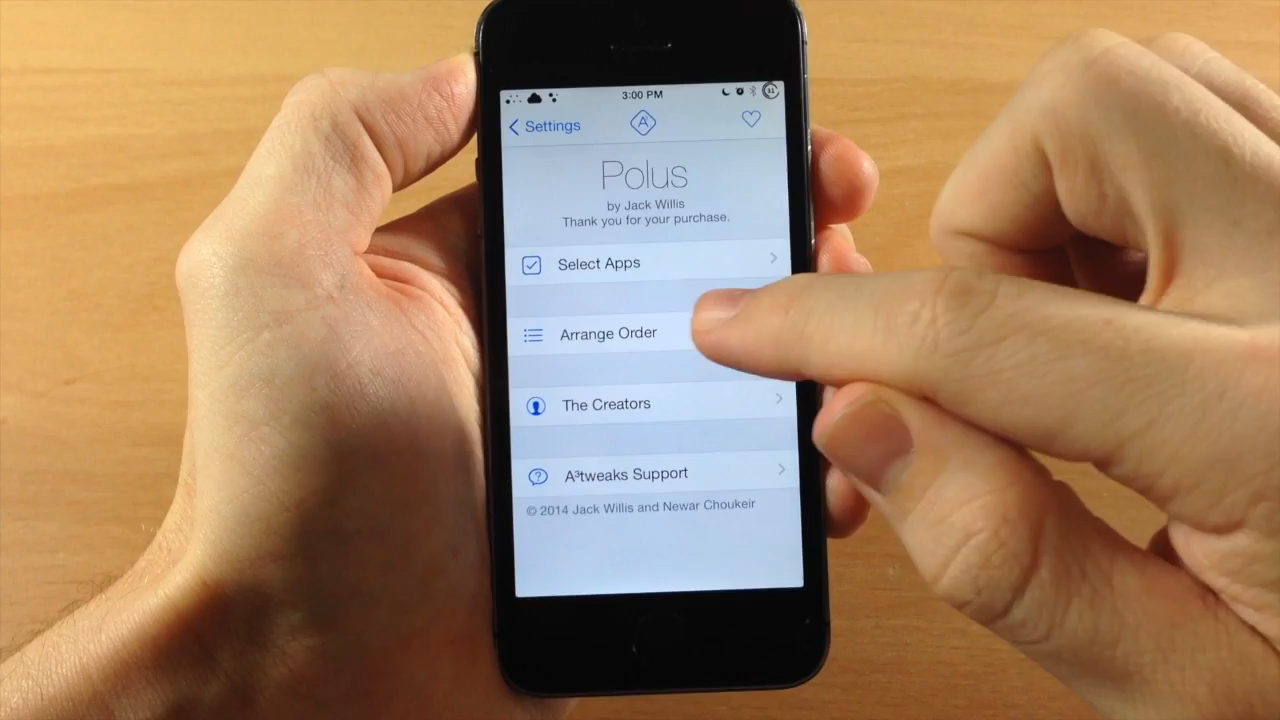 3:00 PM
11
Settings
A
Polus
by Jack Willis
Thank you for your purchase.
Select Apps
Arrange Order
The Creators
A³tweaks Support
© 2014 Jack Willis and Newar Choukeir